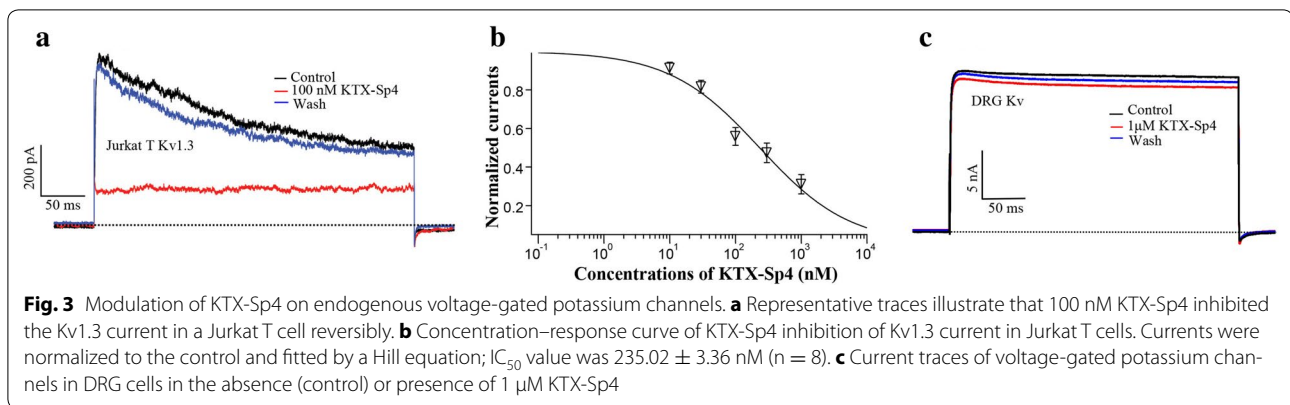 a
Control
100 nM KTX-Sp4
Wash
Jurkat T Kv1.3
200 pA
50 ms
b
Normalized currents
0.8
0.6
0.4
0.2
10⁻¹ 10⁰ 10¹ 10² 10³ 10⁴
Concentrations of KTX-Sp4 (nM)
c
Control
1μM KTX-Sp4
Wash
DRG Kv
5 nA
50 ms
Fig. 3 Modulation of KTX-Sp4 on endogenous voltage-gated potassium channels. a Representative traces illustrate that 100 nM KTX-Sp4 inhibited
the Kv1.3 current in a Jurkat T cell reversibly. b Concentration–response curve of KTX-Sp4 inhibition of Kv1.3 current in Jurkat T cells. Currents were
normalized to the control and fitted by a Hill equation; IC₅₀ value was 235.02 ± 3.36 nM (n = 8). c Current traces of voltage-gated potassium chan-
nels in DRG cells in the absence (control) or presence of 1 μM KTX-Sp4